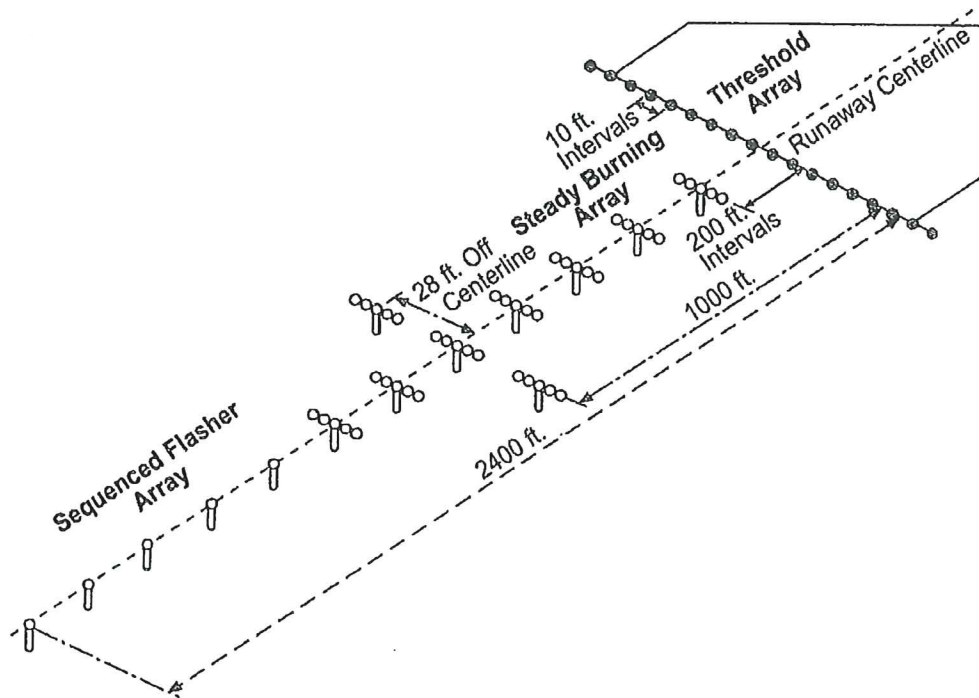 Threshold
Array
Runaway Centerline
10 ft.
Intervals
Steady Burning
Array
200 ft.
Intervals
28 ft. Off
Centerline
1000 ft.
2400 ft.
Sequenced Flasher
Array